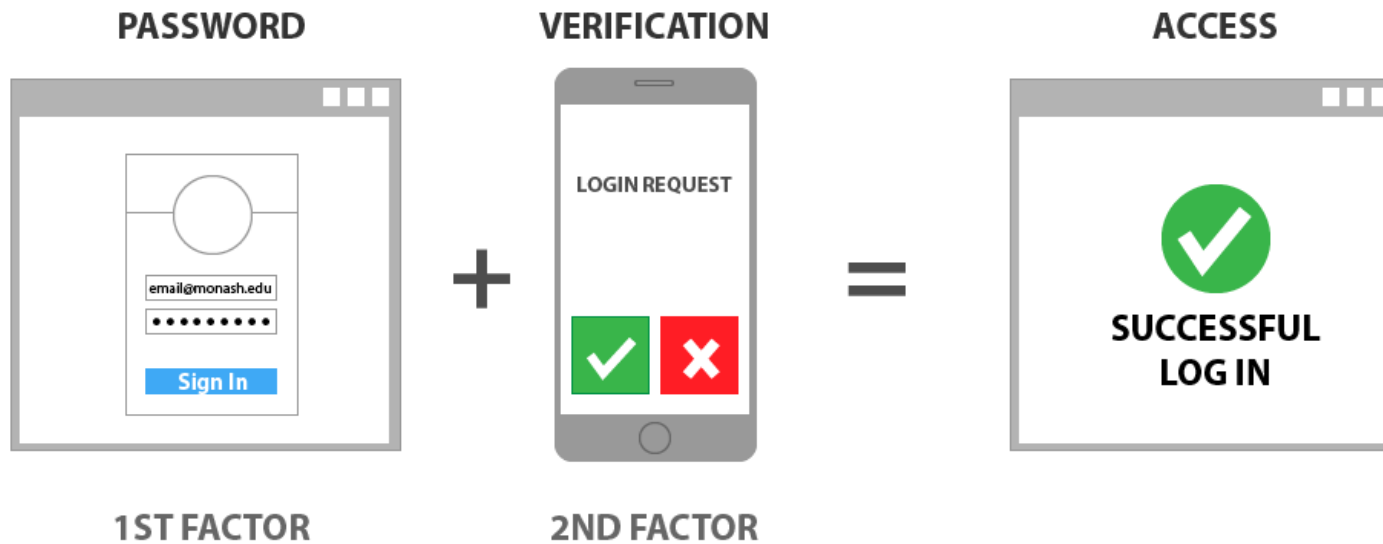 PASSWORD
VERIFICATION
ACCESS
email@monash.edu
Sign In
LOGIN REQUEST
SUCCESSFUL
LOG IN
1ST FACTOR
2ND FACTOR